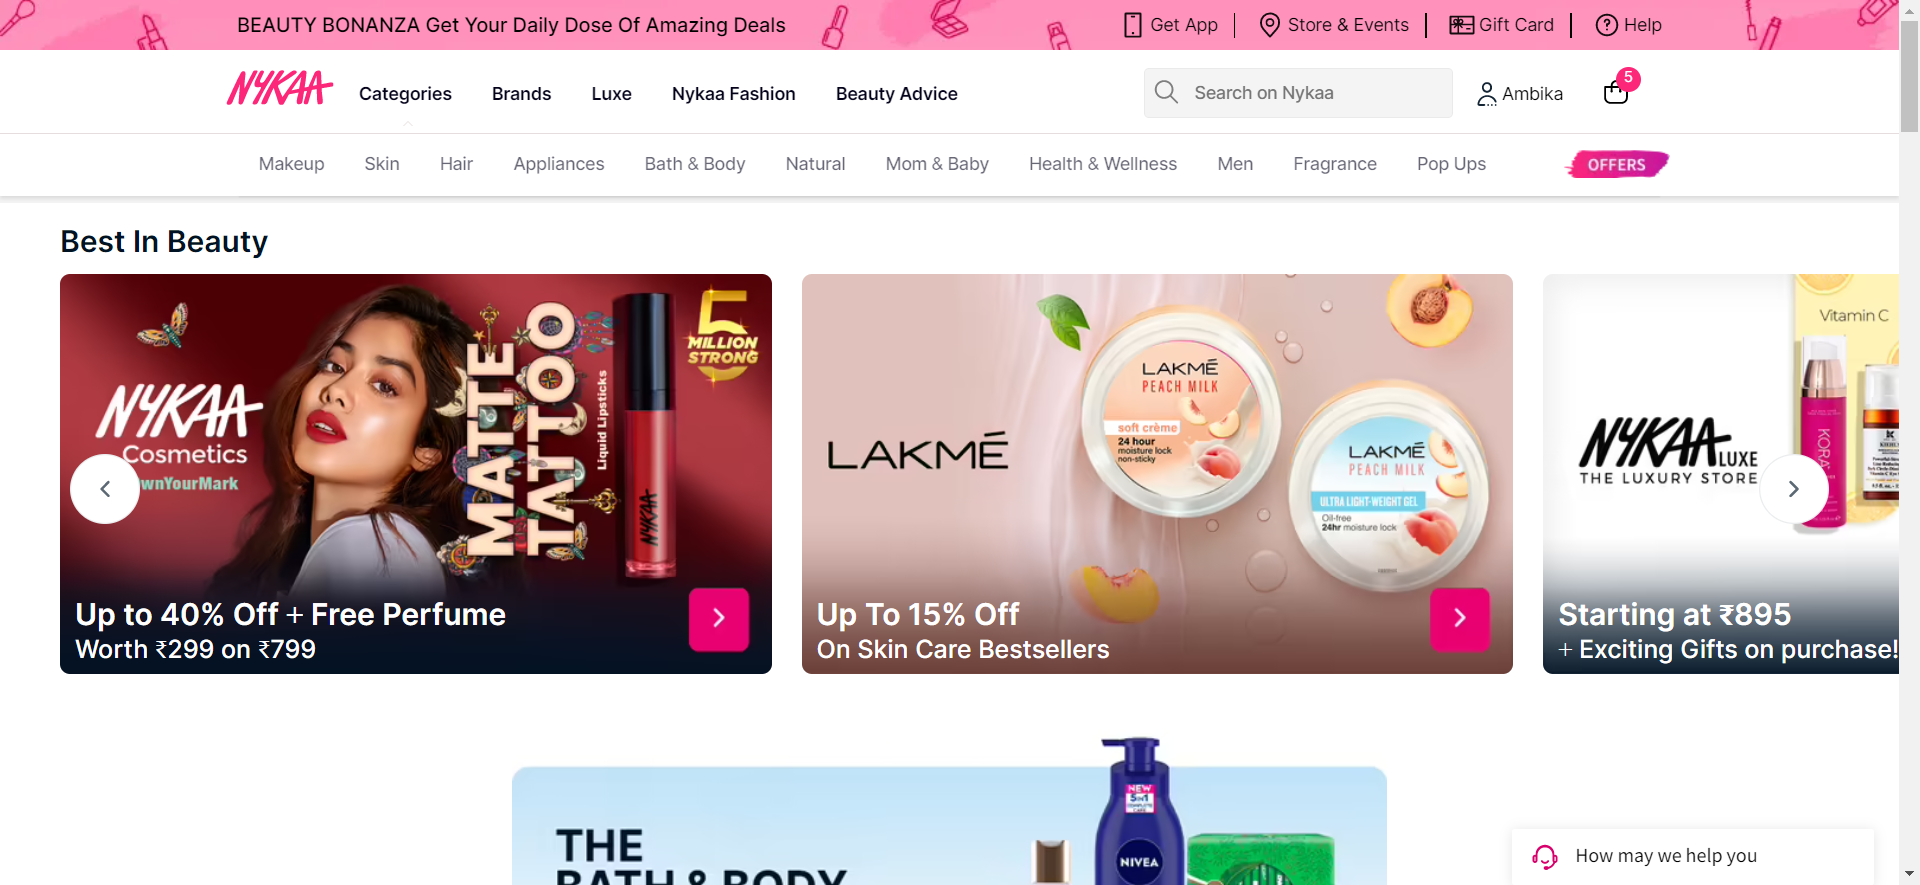 BEAUTY BONANZA Get Your Daily Dose Of Amazing Deals
Get App
Store & Events
Gift Card
Help
NYKAA
Categories
Brands
Luxe
Nykaa Fashion
Beauty Advice
Search on Nykaa
Ambika
5
Makeup
Skin
Hair
Appliances
Bath & Body
Natural
Mom & Baby
Health & Wellness
Men
Fragrance
Pop Ups
OFFERS
Best In Beauty
NYKAA
Cosmetics
wnYourMark
MATTE
TATTOO
Liquid Lipsticks
NYKAA
5
MILLION
STRONG
Up to 40% Off + Free Perfume
Worth ₹299 on ₹799
LAKMÉ
LAKMÉ
PEACH MILK
soft crème
24 hour
moisture lock
non-sticky
LAKMÉ
PEACH MILK
ULTRA LIGHT-WEIGHT GEL
Oil-free
24hr moisture lock
Up To 15% Off
On Skin Care Bestsellers
NYKAA LUXE
THE LUXURY STORE
Vitamin C
KORA
Starting at ₹895
+ Exciting Gifts on purchase!
THE
BATH & BODY
NEW
5in1
COMPLETE
CARE
NIVEA
How may we help you